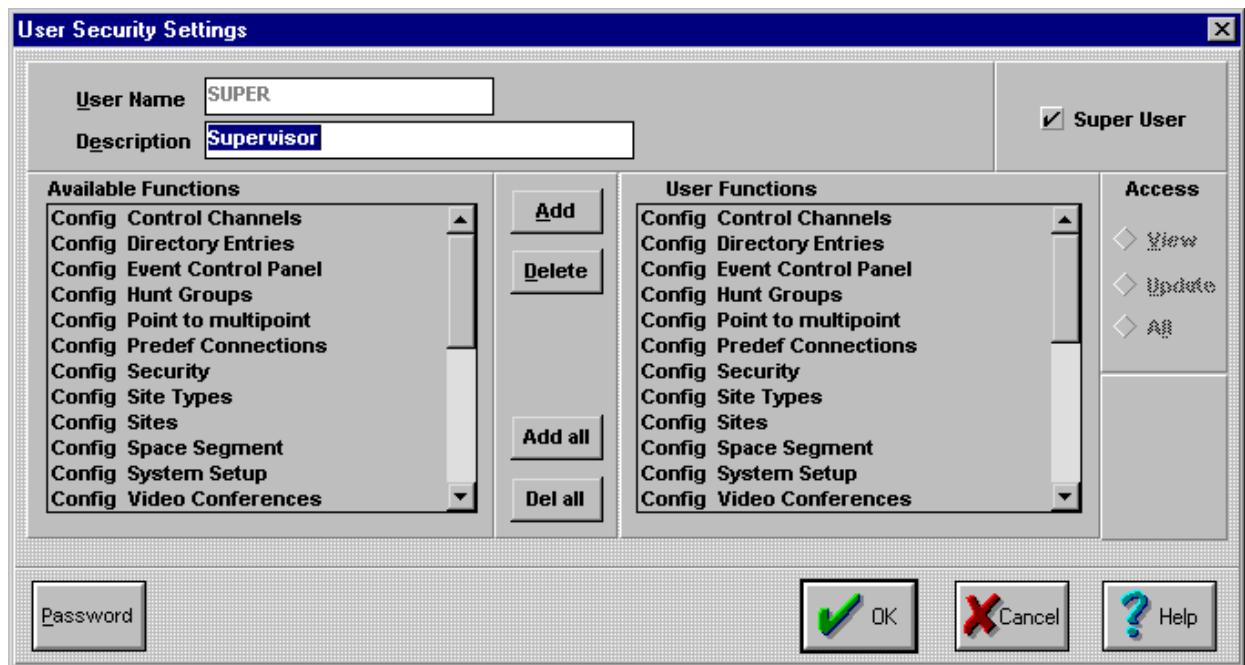 User Security Settings
User Name SUPER
Description Supervisor
Super User
Available Functions
Config Control Channels
Config Directory Entries
Config Event Control Panel
Config Hunt Groups
Config Point to multipoint
Config Predef Connections
Config Security
Config Site Types
Config Sites
Config Space Segment
Config System Setup
Config Video Conferences
Add
Delete
Add all
Del all
User Functions
Config Control Channels
Config Directory Entries
Config Event Control Panel
Config Hunt Groups
Config Point to multipoint
Config Predef Connections
Config Security
Config Site Types
Config Sites
Config Space Segment
Config System Setup
Config Video Conferences
Access
View
Update
All
Password
OK
Cancel
Help